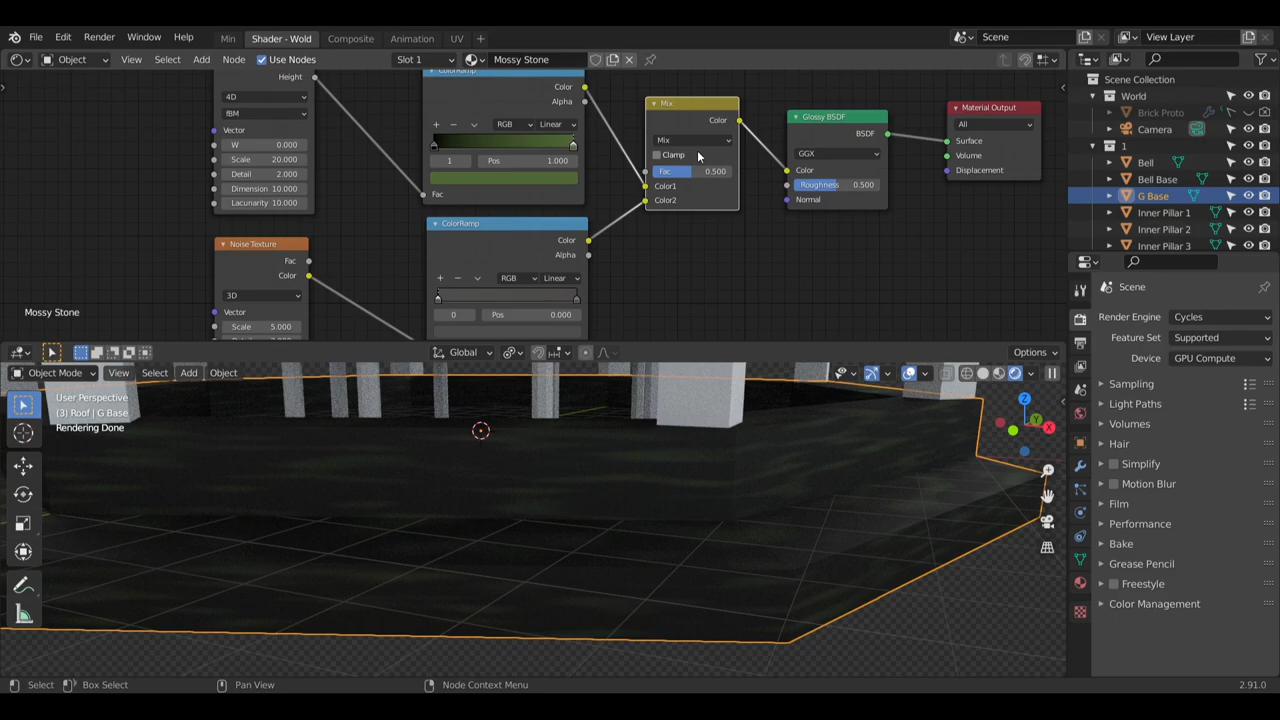 File Edit Render Window Help Min Shader - Wold Composite Animation UV + Scene View Layer
Object View Select Add Node Use Nodes Slot 1 Mossy Stone
Height
4D
fBM
Vector
W 0.000
Scale 20.000
Detail 2.000
Dimension 10.000
Lacunarity 10.000
ColorRamp
Color
Alpha
RGB Linear
1 Pos 1.000
Fac
Mix
Color
Mix
Clamp
Fac 0.500
Color1
Color2
Glossy BSDF
BSDF
GGX
Color
Roughness 0.500
Normal
Material Output
All
Surface
Volume
Displacement
Noise Texture
Fac
Color
3D
Vector
Scale 5.000
ColorRamp
Color
Alpha
RGB Linear
0 Pos 0.000
Mossy Stone
Scene Collection
World
Brick Proto
Camera
1
Bell
Bell Base
G Base
Inner Pillar 1
Inner Pillar 2
Inner Pillar 3
Scene
Render Engine Cycles
Feature Set Supported
Device GPU Compute
Sampling
Light Paths
Volumes
Hair
Simplify
Motion Blur
Film
Performance
Bake
Grease Pencil
Freestyle
Color Management
Global Options
Object Mode View Select Add Object
User Perspective
(3) Roof | G Base
Rendering Done
Z
Y
X
Select Box Select Pan View Node Context Menu 2.91.0